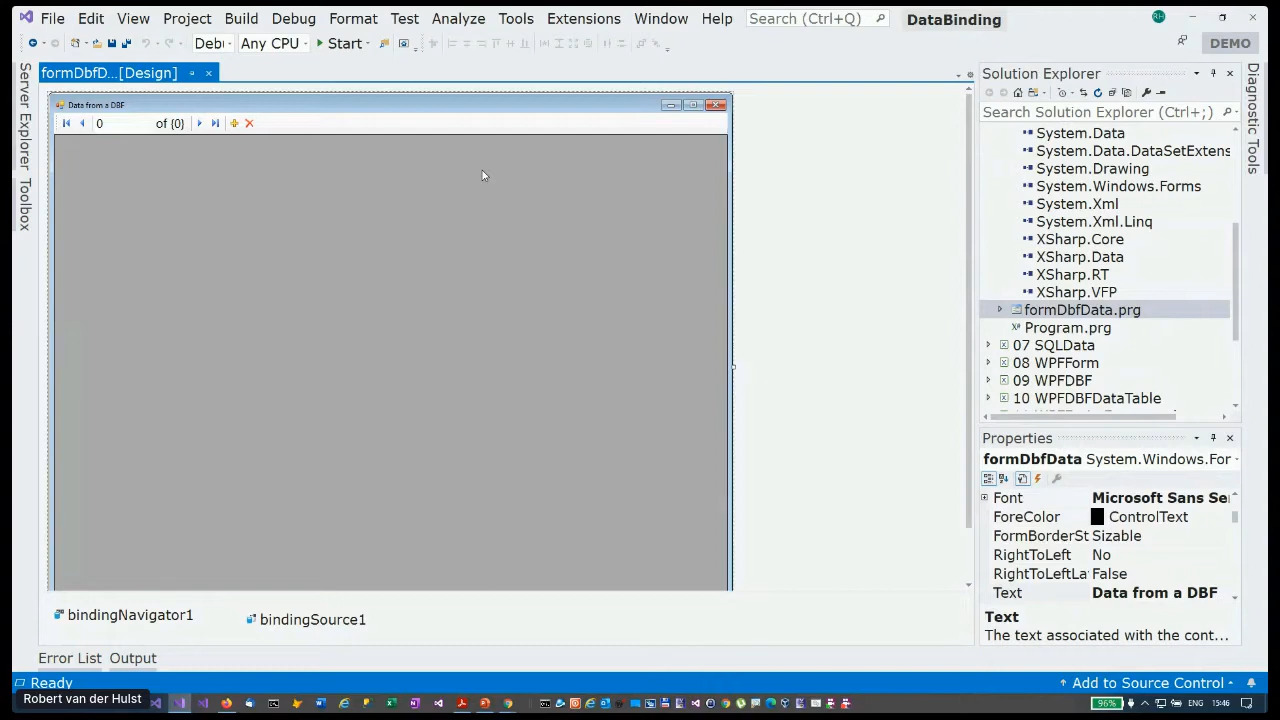 File Edit View Project Build Debug Format Test Analyze Tools Extensions Window Help Search (Ctrl+Q) DataBinding RH
Debu Any CPU Start DEMO
Server Explorer
Toolbox
formDbfD...[Design]
Data from a DBF
0 of {0}
bindingNavigator1 bindingSource1
Solution Explorer
Search Solution Explorer (Ctrl+;)
System.Data
System.Data.DataSetExtens
System.Drawing
System.Windows.Forms
System.Xml
System.Xml.Linq
XSharp.Core
XSharp.Data
XSharp.RT
XSharp.VFP
formDbfData.prg
Program.prg
07 SQLData
08 WPFForm
09 WPFDBF
10 WPFDBFDataTable
Properties
formDbfData System.Windows.For
Font Microsoft Sans Se
ForeColor ControlText
FormBorderSt Sizable
RightToLeft No
RightToLeftLa False
Text Data from a DBF
Text
The text associated with the cont...
Diagnostic Tools
Error List Output
Ready Add to Source Control
Robert van der Hulst
96% ENG 15:46